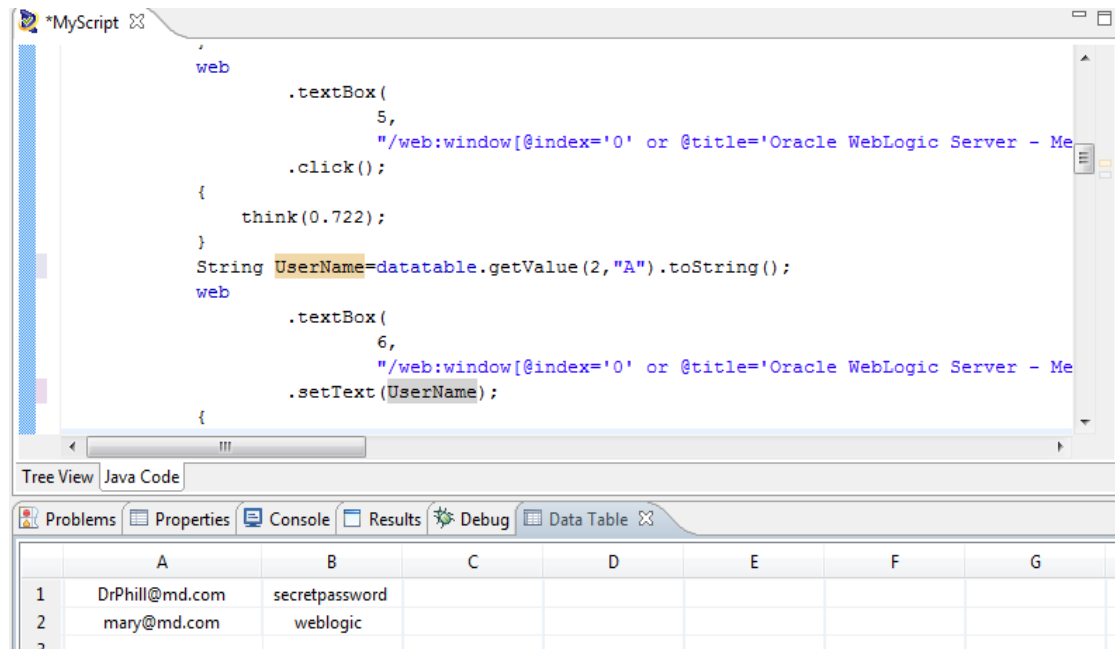 *MyScript
}
web
.textBox(
5,
"/web:window[@index='0' or @title='Oracle WebLogic Server - Me
.click();
{
think(0.722);
}
String UserName=datatable.getValue(2,"A").toString();
web
.textBox(
6,
"/web:window[@index='0' or @title='Oracle WebLogic Server - Me
.setText(UserName);
{
Tree View Java Code
Problems Properties Console Results Debug Data Table
A B C D E F G
1 DrPhill@md.com secretpassword
2 mary@md.com weblogic
3